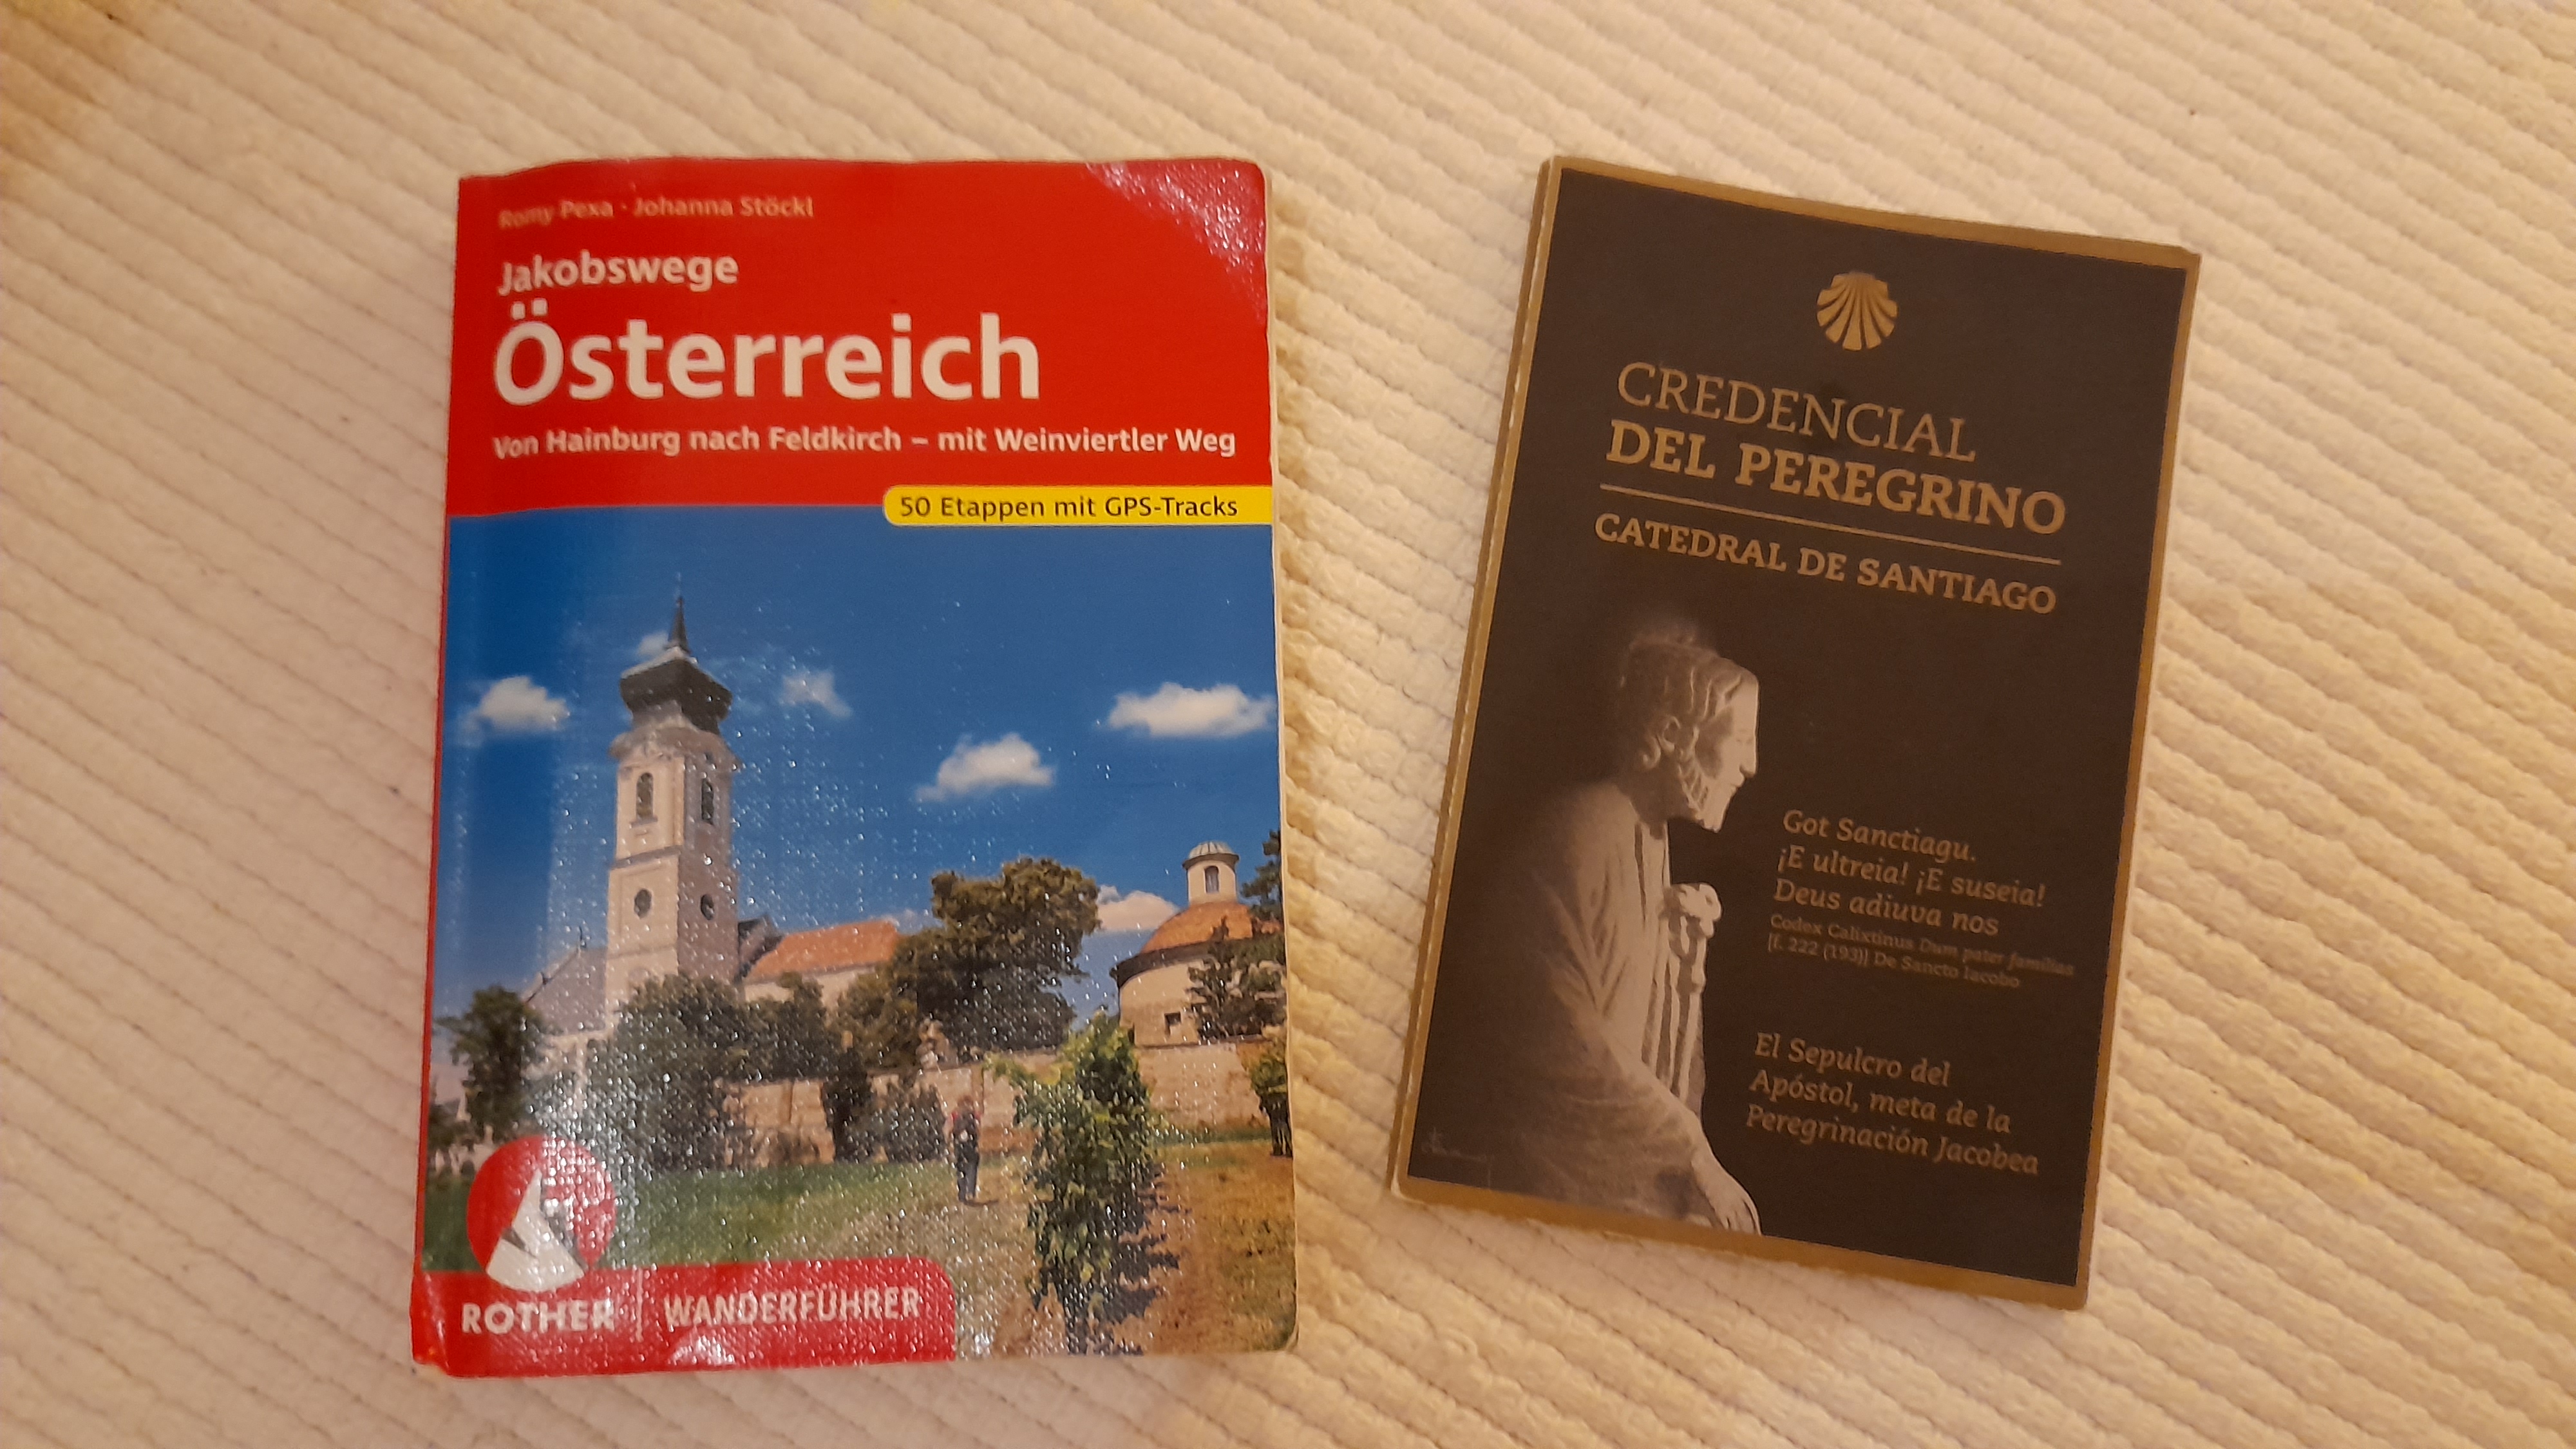 Romy Pexa · Johanna Stöckl
Jakobswege
Österreich
Von Hainburg nach Feldkirch – mit Weinviertler Weg
50 Etappen mit GPS-Tracks
ROTHER | WANDERFÜHRER
CREDENCIAL
DEL PEREGRINO
CATEDRAL DE SANTIAGO
Got Sanctiagu.
¡E ultreia! ¡E suseia!
Deus adiuva nos
Codex Calixtinus Dum pater familias
[f. 222 (193)] De Sancto Iacobo
El Sepulcro del
Apóstol, meta de la
Peregrinación Jacobea